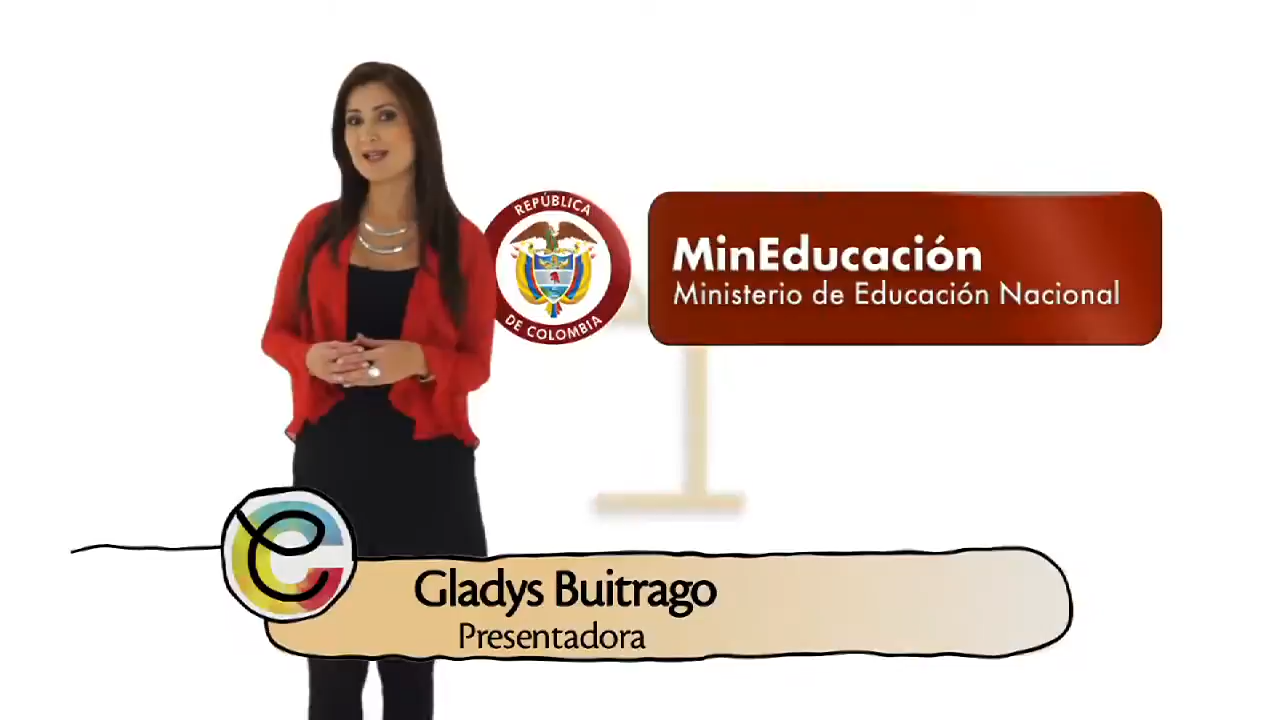 REPÚBLICA
DE COLOMBIA
MinEducación
Ministerio de Educación Nacional
Gladys Buitrago
Presentadora